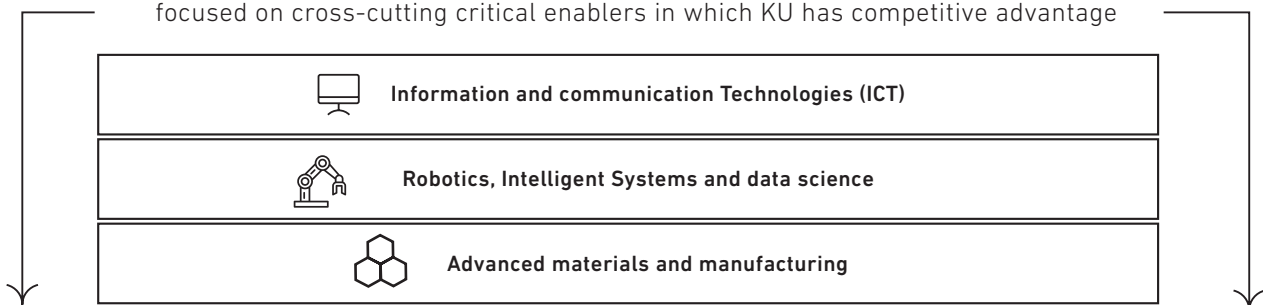 focused on cross-cutting critical enablers in which KU has competitive advantage
Information and communication Technologies (ICT)
Robotics, Intelligent Systems and data science
Advanced materials and manufacturing